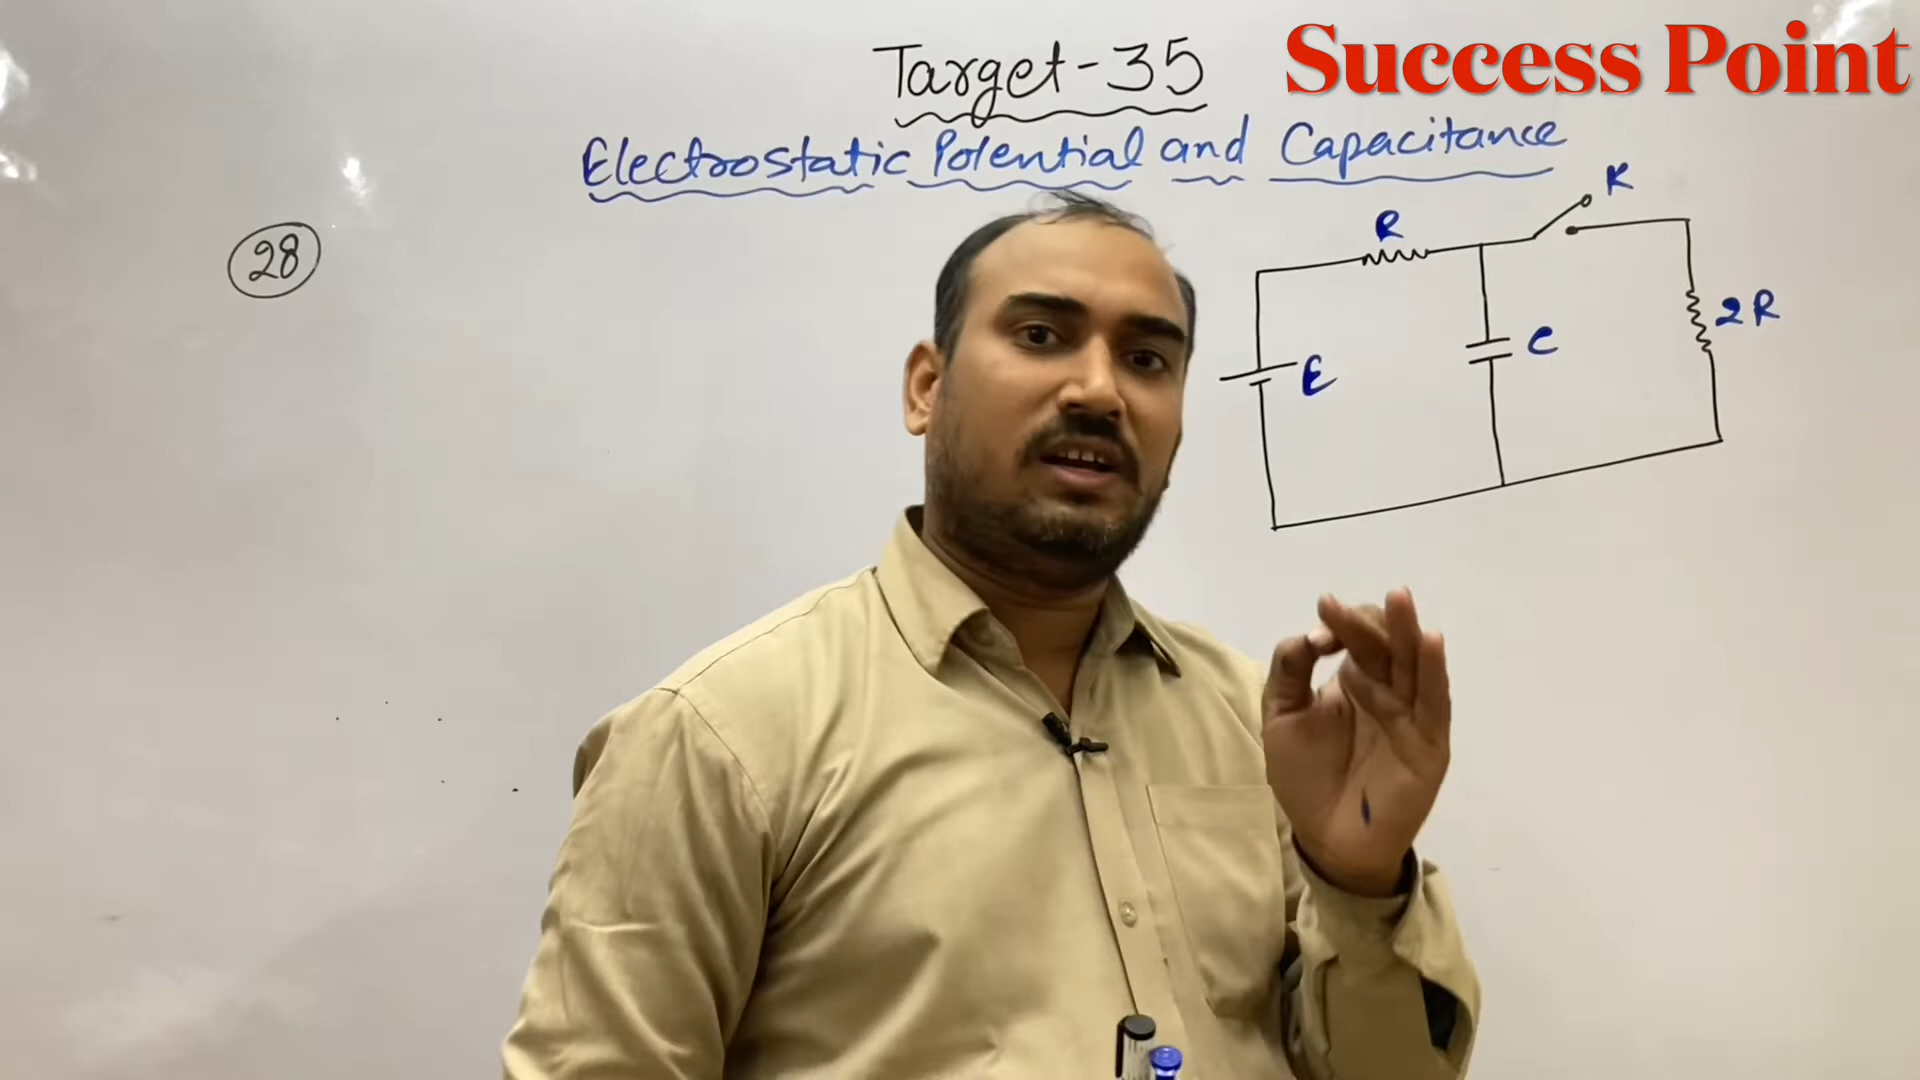 Success Point
Target-35
Electrostatic Potential and Capacitance
28
K
R
2R
C
E